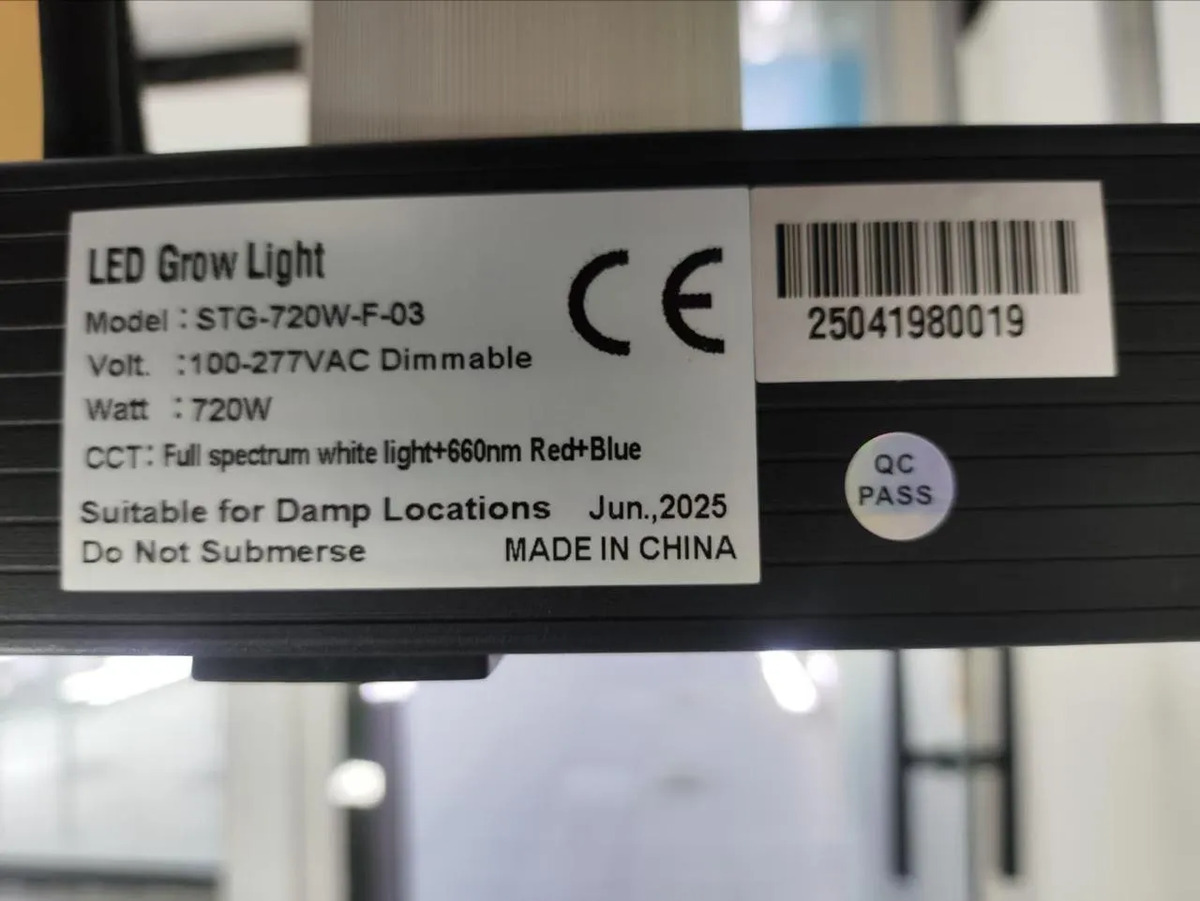 LED Grow Light
CE
Model : STG-720W-F-03
Volt. :100-277VAC Dimmable
Watt :720W
CCT: Full spectrum white light+660nm Red+Blue
Suitable for Damp Locations Jun.,2025
Do Not Submerse MADE IN CHINA
25041980019
QC
PASS